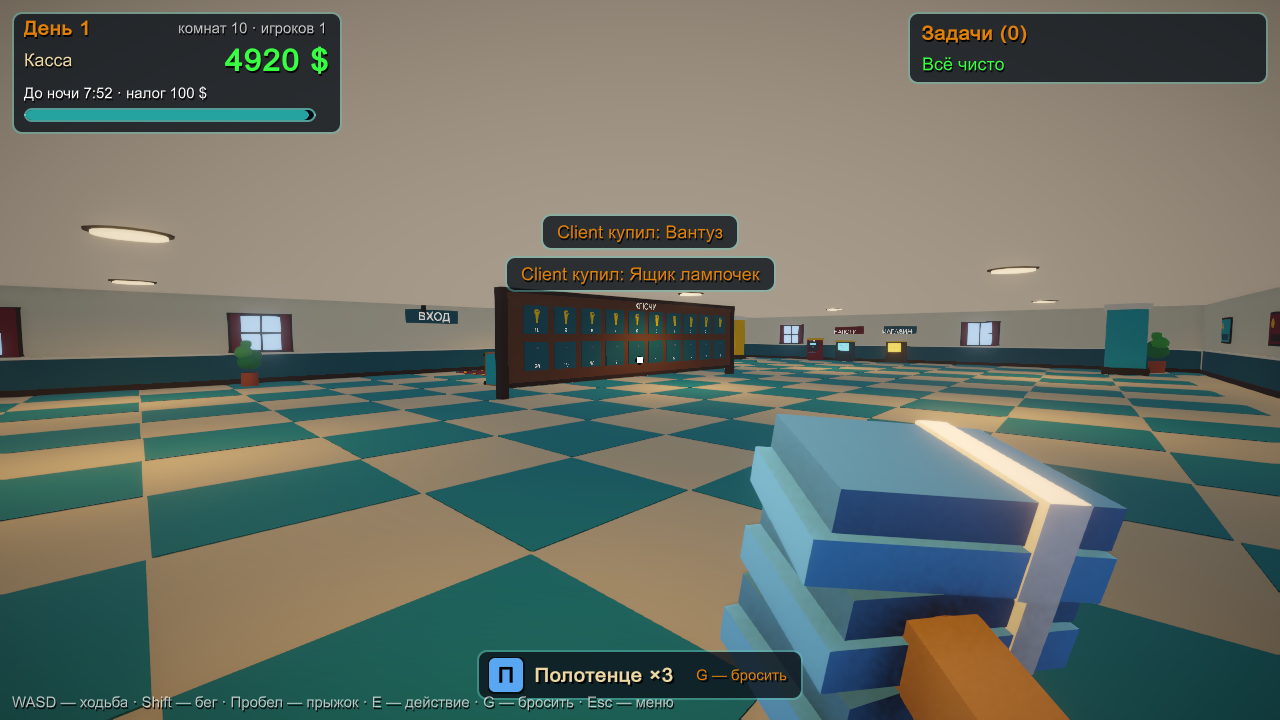 День 1
комнат 10 · игроков 1
Касса
4920 $
До ночи 7:52 · налог 100 $
Задачи (0)
Всё чисто
Client купил: Вантуз
Client купил: Ящик лампочек
ВХОД
КЛЮЧИ
МАГАЗИН
П
Полотенце ×3
G — бросить
WASD — ходьба · Shift — бег · Пробел — прыжок · E — действие · G — бросить · Esc — меню